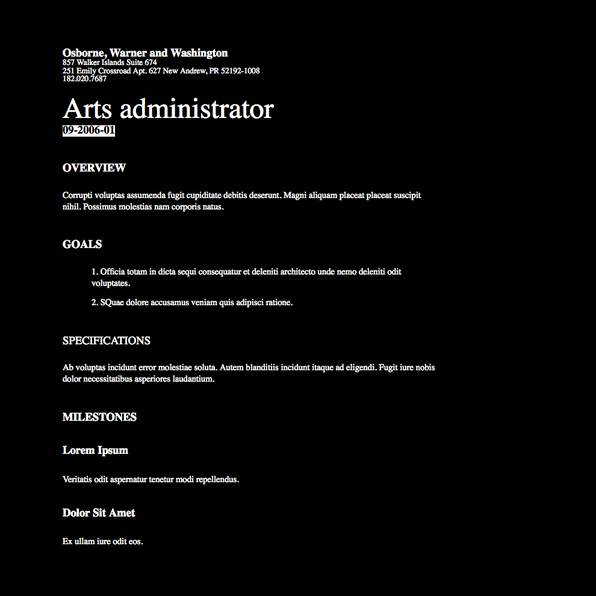 Osborne, Warner and Washington
857 Walker Islands Suite 674
251 Emily Crossroad Apt. 627 New Andrew, PR 52192-1008
182.020.7687
Arts administrator
09-2006-01
OVERVIEW
Corrupti voluptas assumenda fugit cupiditate debitis deserunt. Magni aliquam placeat placeat suscipit
nihil. Possimus molestias nam corporis natus.
GOALS
1. Officia totam in dicta sequi consequatur et deleniti architecto unde nemo deleniti odit
voluptates.
2. SQuae dolore accusamus veniam quis adipisci ratione.
SPECIFICATIONS
Ab voluptas incidunt error molestiae soluta. Autem blanditiis incidunt itaque ad eligendi. Fugit iure nobis
dolor necessitatibus asperiores laudantium.
MILESTONES
Lorem Ipsum
Veritatis odit aspernatur tenetur modi repellendus.
Dolor Sit Amet
Ex ullam iure odit eos.